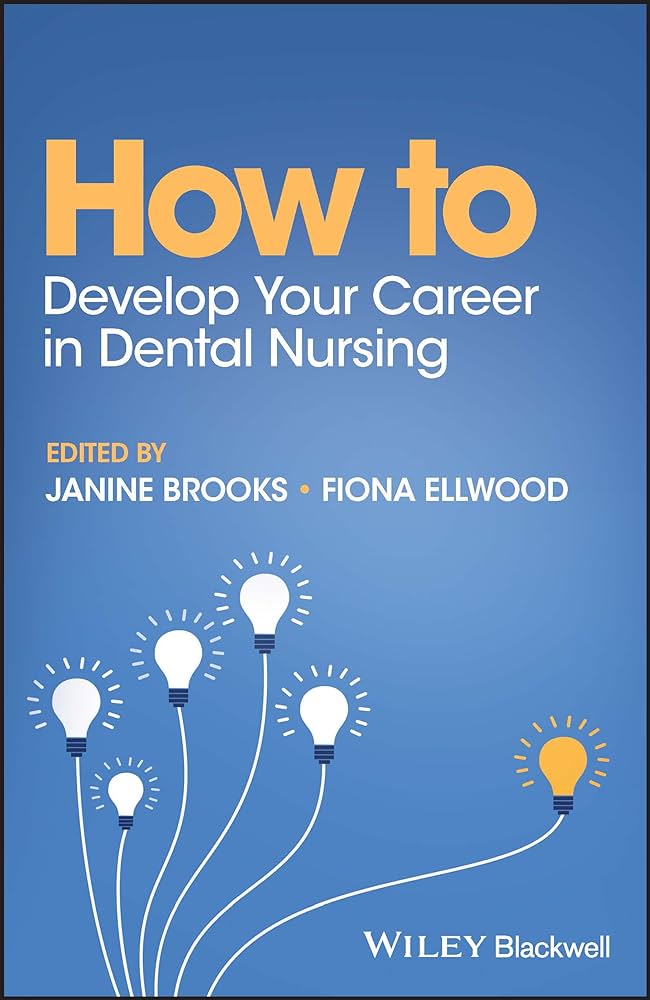 How to
Develop Your Career
in Dental Nursing
EDITED BY
JANINE BROOKS • FIONA ELLWOOD
WILEY Blackwell